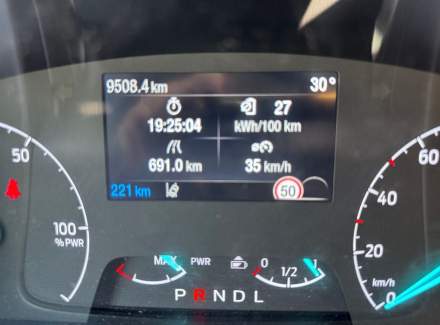 9508.4 km 30°
27
19:25:04 kWh/100 km
691.0 km 35 km/h
221 km 50
50
100
% PWR
60
40
20
km/h
0
MAX PWR 0 1/2 1
P R N D L